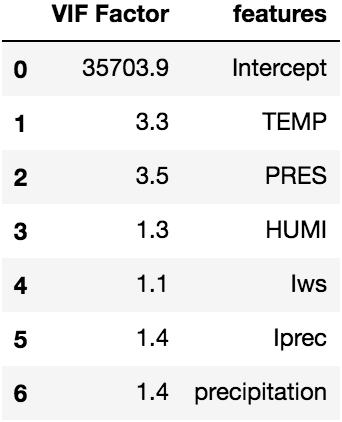 VIF Factor features
0 35703.9 Intercept
1 3.3 TEMP
2 3.5 PRES
3 1.3 HUMI
4 1.1 Iws
5 1.4 Iprec
6 1.4 precipitation